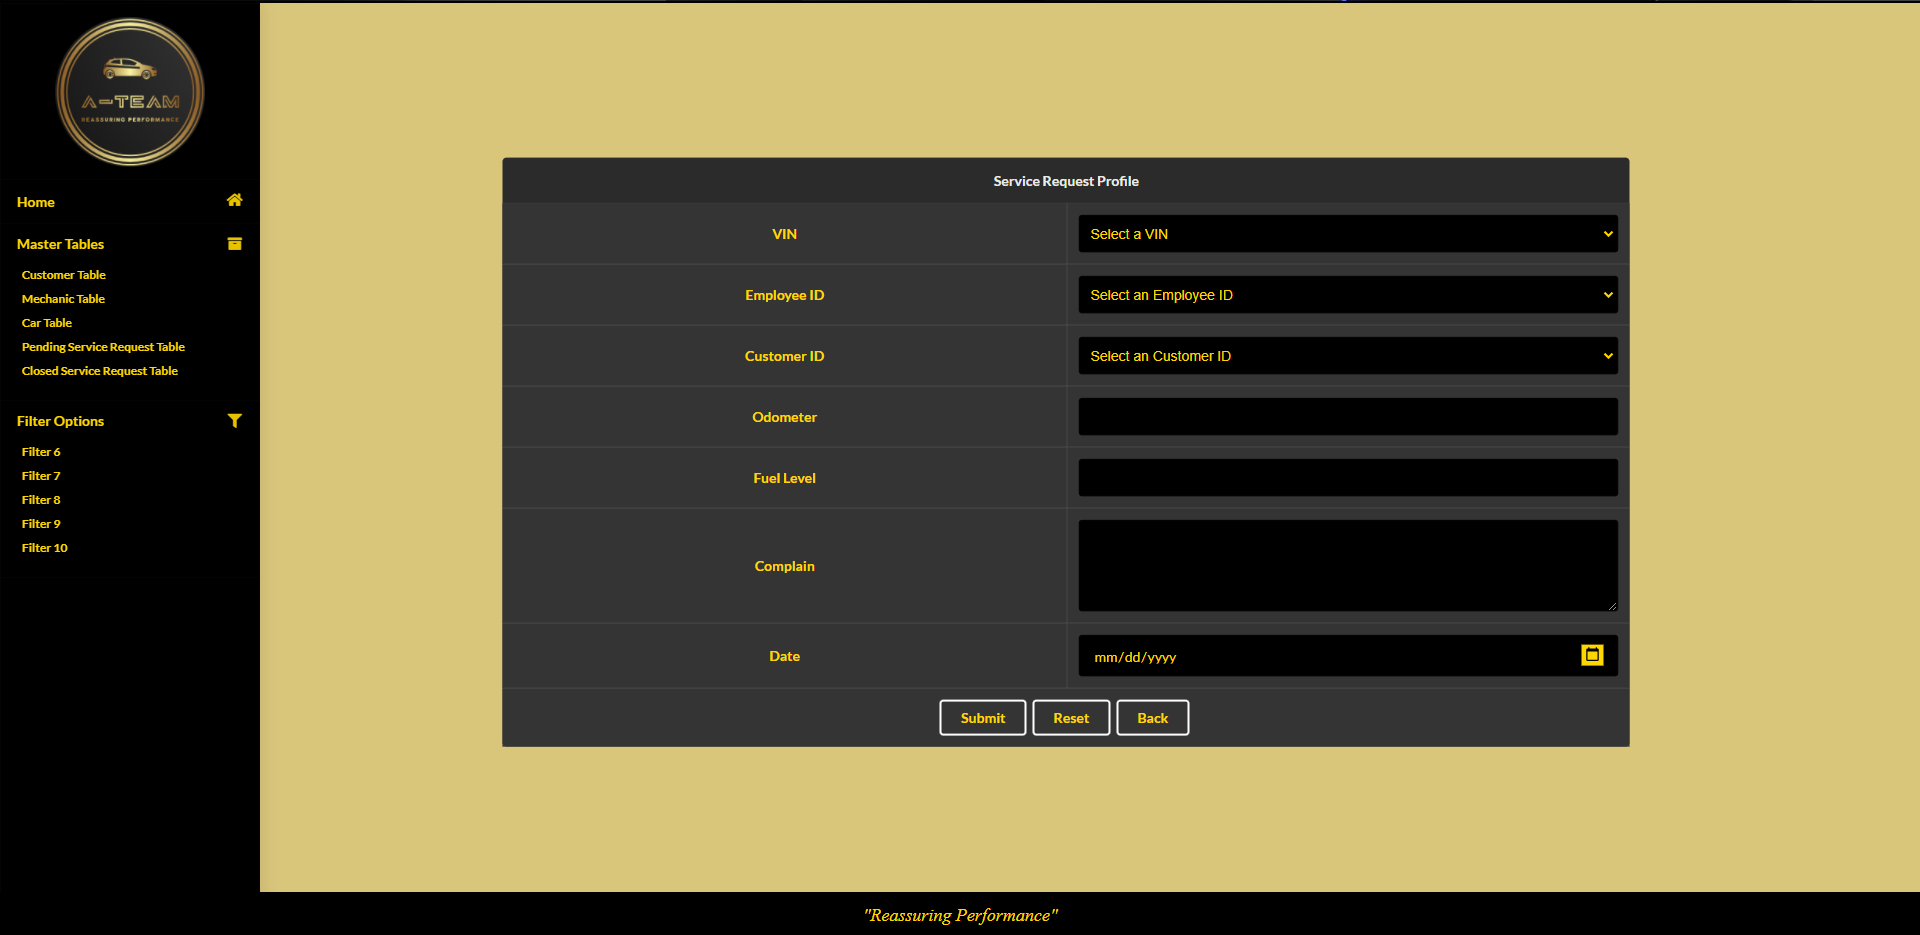 A-TEAM
REASSURING PERFORMANCE
Home
Master Tables
Customer Table
Mechanic Table
Car Table
Pending Service Request Table
Closed Service Request Table
Filter Options
Filter 6
Filter 7
Filter 8
Filter 9
Filter 10
Service Request Profile
VIN Select a VIN
Employee ID Select an Employee ID
Customer ID Select an Customer ID
Odometer
Fuel Level
Complain
Date mm/dd/yyyy
Submit Reset Back
"Reassuring Performance"